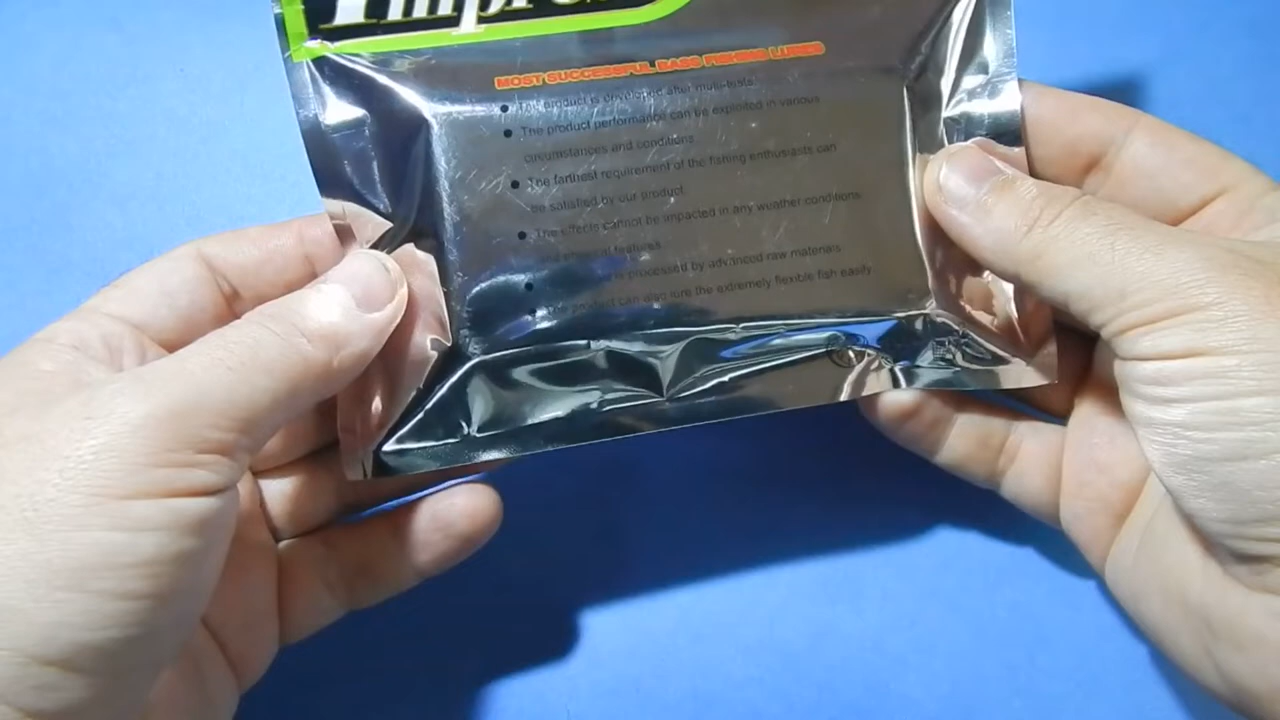 MOST SUCCESSFUL BASS FISHING LURES
product is developed after multi-tests
The product performance can be exploited in various
circumstances and conditions
The farthest requirement of the fishing enthusiasts can
be satisfied by our product.
The effects cannot be impacted in any weather conditions
and physical features
is processed by advanced raw materials
product can also lure the extremely flexible fish easily